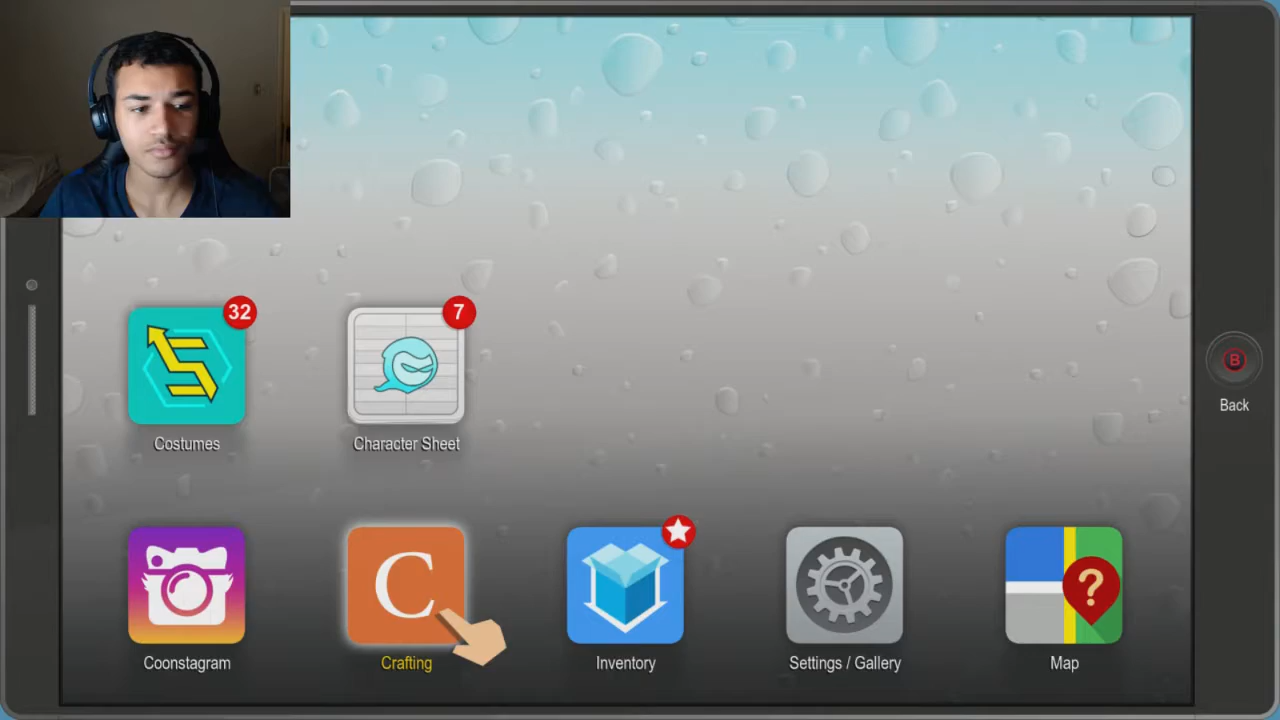 32
7
Costumes
Character Sheet
B
Back
C
?
Coonstagram
Crafting
Inventory
Settings / Gallery
Map